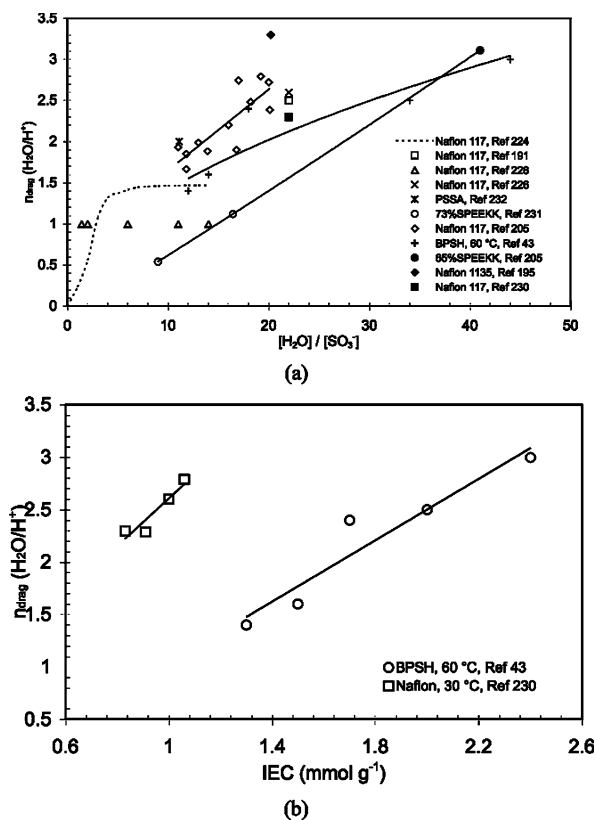 3.5
3
2.5
2
1.5
1
0.5
0
0 10 20 30 40 50
ndrag (H2O/H+)
[H2O] / [SO3-]
Nafion 117, Ref 224
Nafion 117, Ref 191
Nafion 117, Ref 228
Nafion 117, Ref 226
PSSA, Ref 232
73%SPEEKK, Ref 231
Nafion 117, Ref 205
BPSH, 60 °C, Ref 43
65%SPEEKK, Ref 205
Nafion 1135, Ref 195
Nafion 117, Ref 230
(a)
3.5
3
2.5
2
1.5
1
0.5
0.6 1 1.4 1.8 2.2 2.6
ndrag (H2O/H+)
BPSH, 60 °C, Ref 43
Nafion, 30 °C, Ref 230
IEC (mmol g-1)
(b)